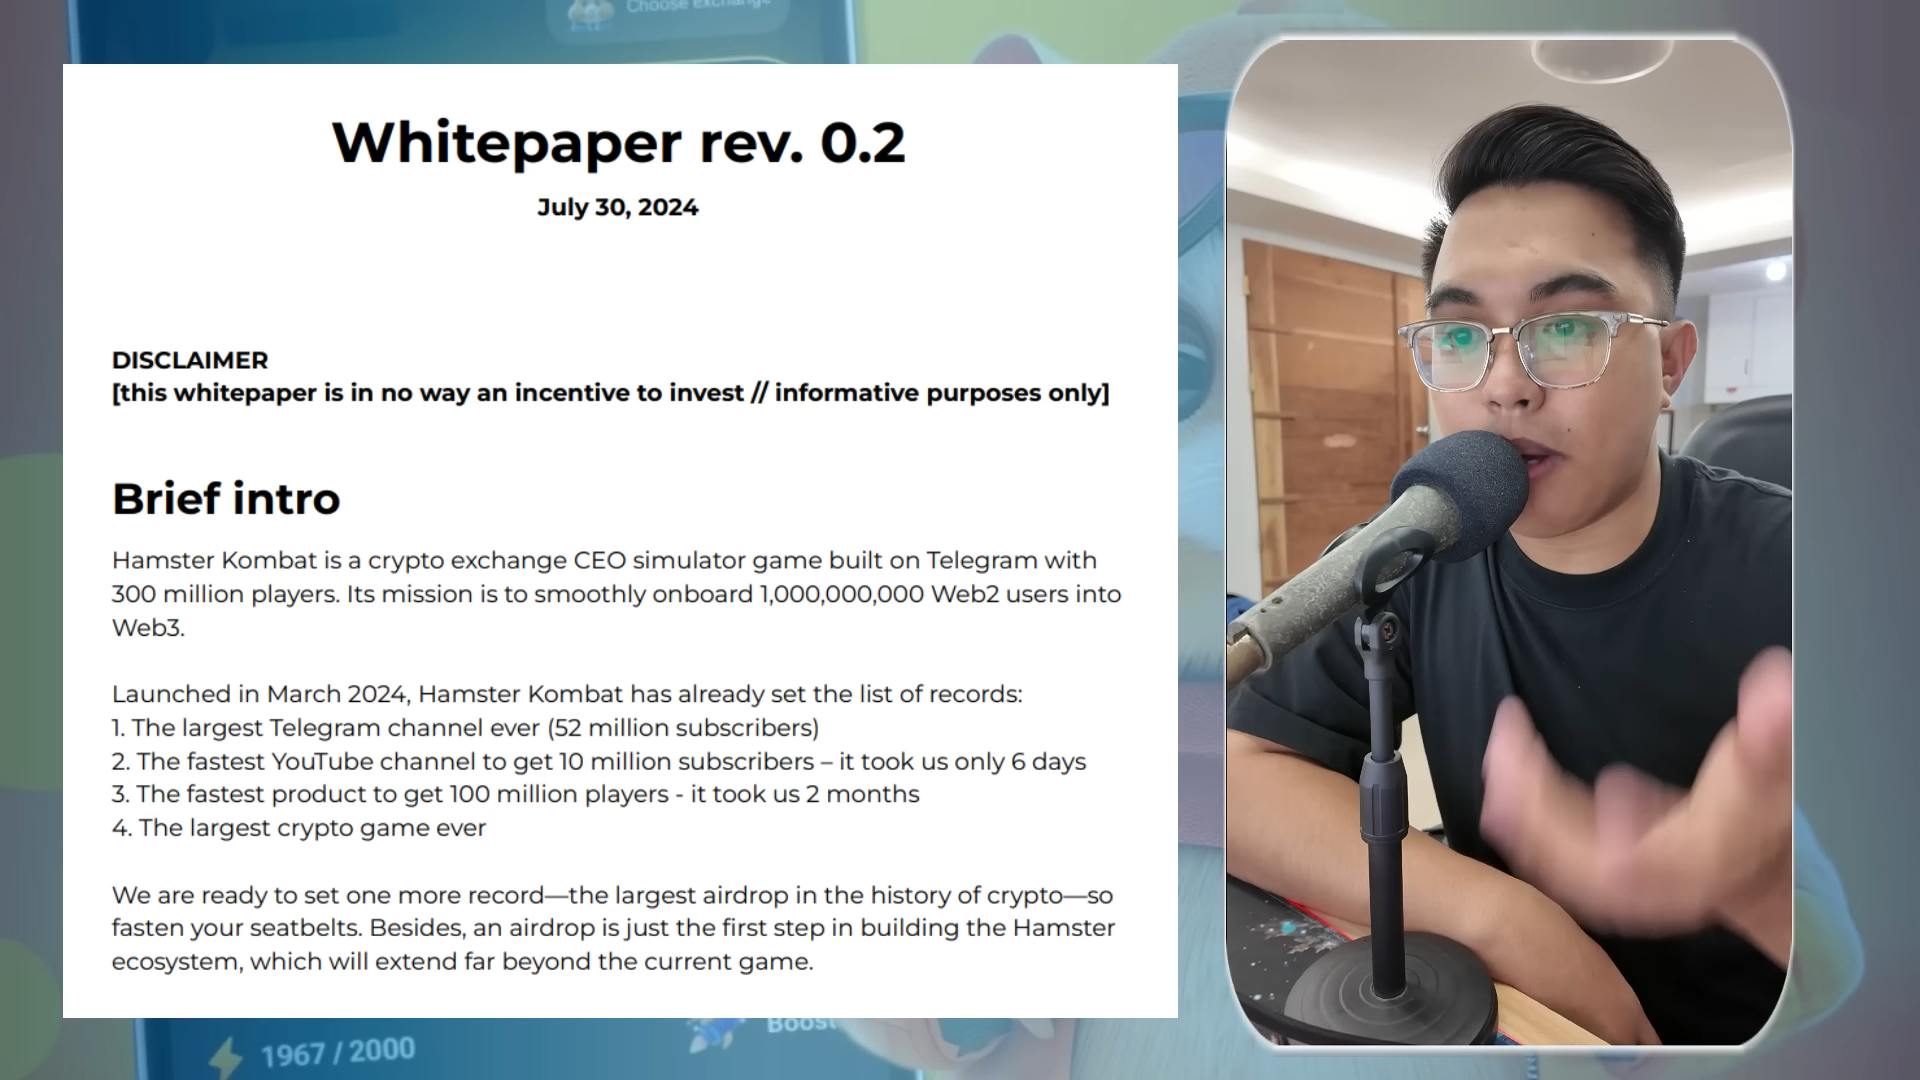 Choose exchange
Whitepaper rev. 0.2
July 30, 2024
DISCLAIMER
[this whitepaper is in no way an incentive to invest // informative purposes only]
Brief intro
Hamster Kombat is a crypto exchange CEO simulator game built on Telegram with
300 million players. Its mission is to smoothly onboard 1,000,000,000 Web2 users into
Web3.
Launched in March 2024, Hamster Kombat has already set the list of records:
1. The largest Telegram channel ever (52 million subscribers)
2. The fastest YouTube channel to get 10 million subscribers – it took us only 6 days
3. The fastest product to get 100 million players - it took us 2 months
4. The largest crypto game ever
We are ready to set one more record—the largest airdrop in the history of crypto—so
fasten your seatbelts. Besides, an airdrop is just the first step in building the Hamster
ecosystem, which will extend far beyond the current game.
1967 / 2000
Boost